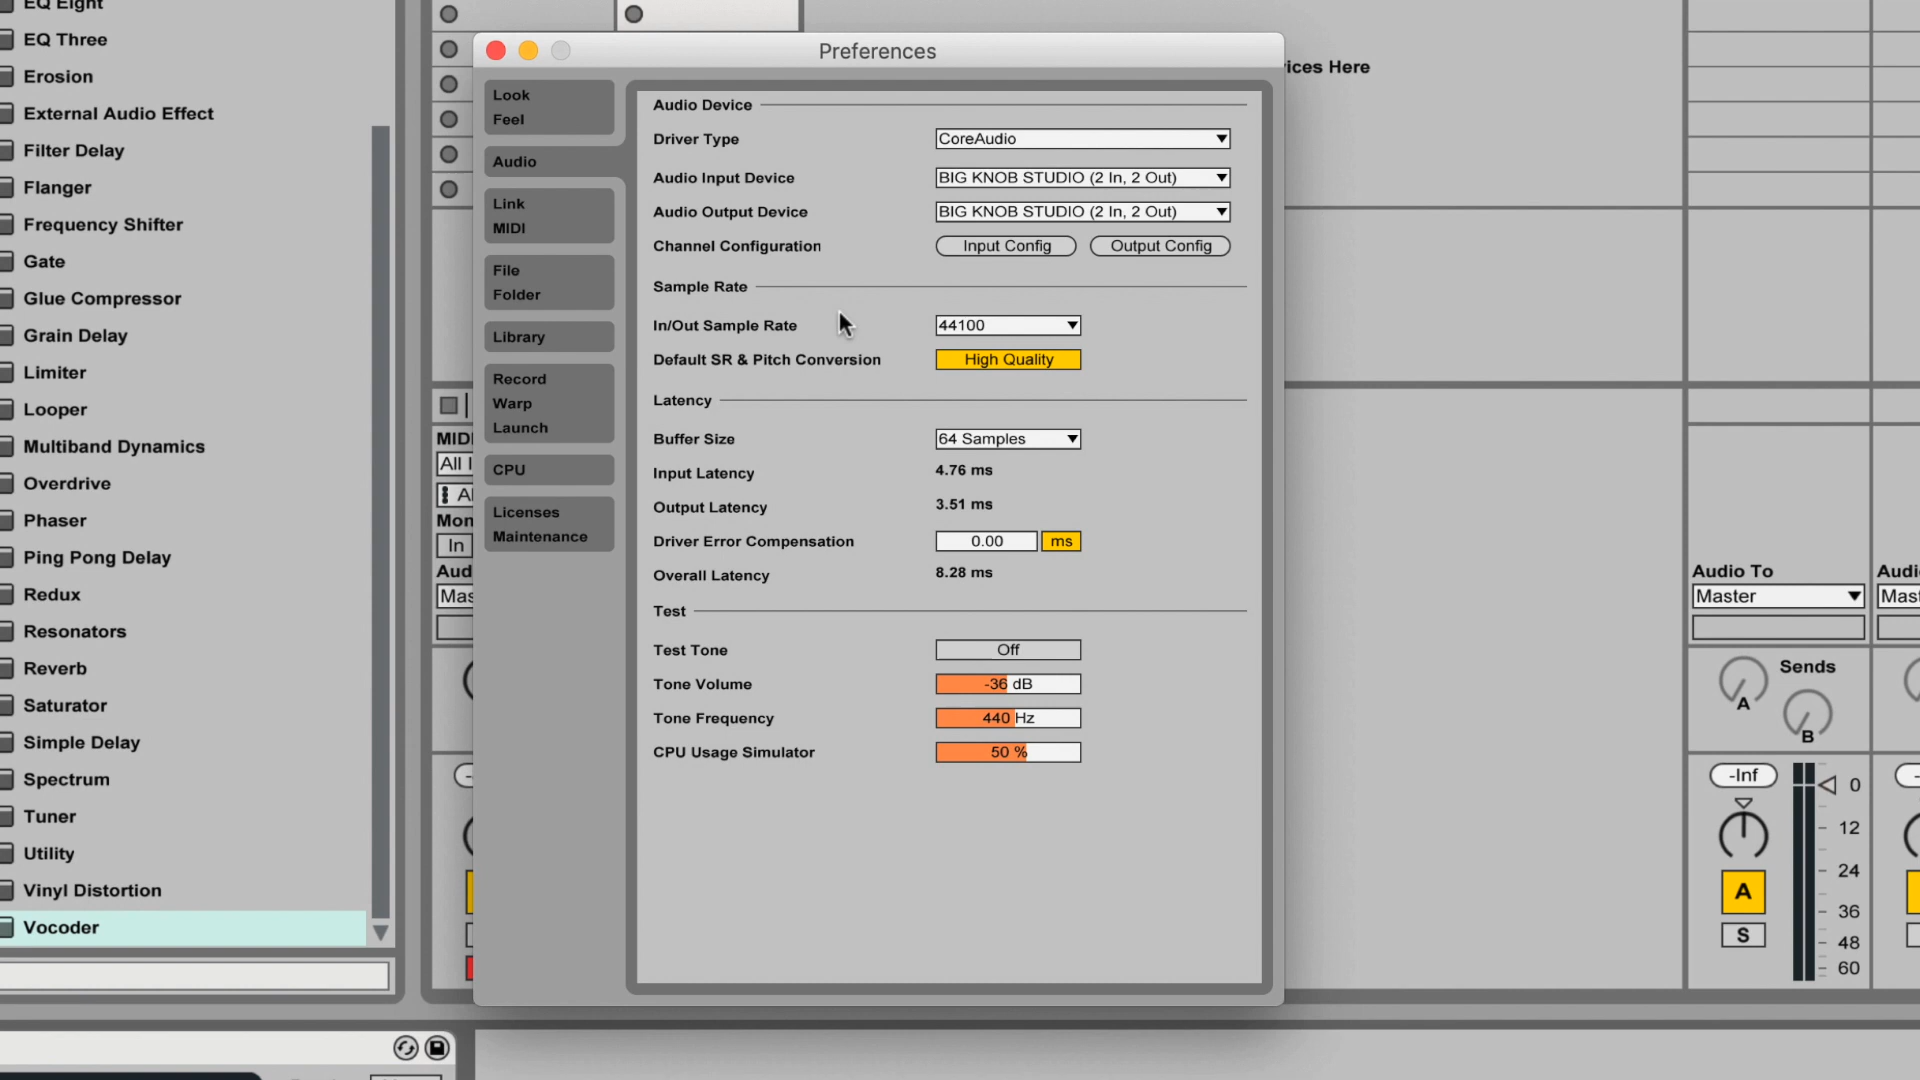 EQ Eight
EQ Three
Erosion
External Audio Effect
Filter Delay
Flanger
Frequency Shifter
Gate
Glue Compressor
Grain Delay
Limiter
Looper
Multiband Dynamics
Overdrive
Phaser
Ping Pong Delay
Redux
Resonators
Reverb
Saturator
Simple Delay
Spectrum
Tuner
Utility
Vinyl Distortion
Vocoder
MIDI
All I
Al
Mon
In
Aud
Mas
Preferences
Look
Feel
Audio
Link
MIDI
File
Folder
Library
Record
Warp
Launch
CPU
Licenses
Maintenance
Audio Device
Driver Type CoreAudio
Audio Input Device BIG KNOB STUDIO (2 In, 2 Out)
Audio Output Device BIG KNOB STUDIO (2 In, 2 Out)
Channel Configuration Input Config Output Config
Sample Rate
In/Out Sample Rate 44100
Default SR & Pitch Conversion High Quality
Latency
Buffer Size 64 Samples
Input Latency 4.76 ms
Output Latency 3.51 ms
Driver Error Compensation 0.00 ms
Overall Latency 8.28 ms
Test
Test Tone Off
Tone Volume -36 dB
Tone Frequency 440 Hz
CPU Usage Simulator 50 %
ices Here
Audio To Audi
Master Mast
Sends
A
B
-Inf
0
12
24
A
36
S
48
60